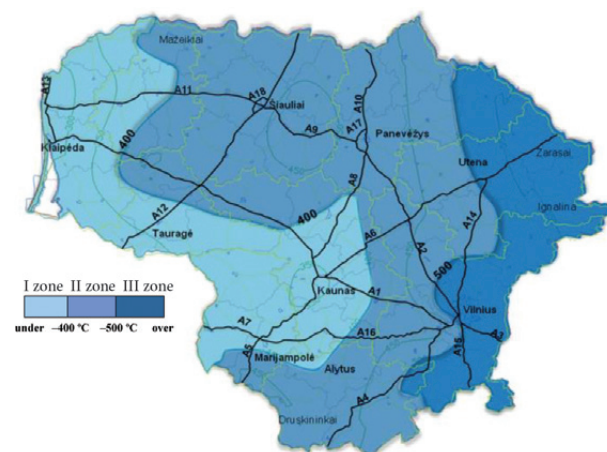 Mažeikiai
A13
A11
A18
Šiauliai
A10
A17
A9
Panevėžys
400
Klaipėda
Utena
Zarasai
A8
A12
400
A6
A14
Ignalina
Tauragė
A2
500
I zone II zone III zone
Kaunas
A1
under –400 °C –500 °C over
Vilnius
A7
A16
A3
A5
Marijampolė
A15
Alytus
A4
Druskininkai